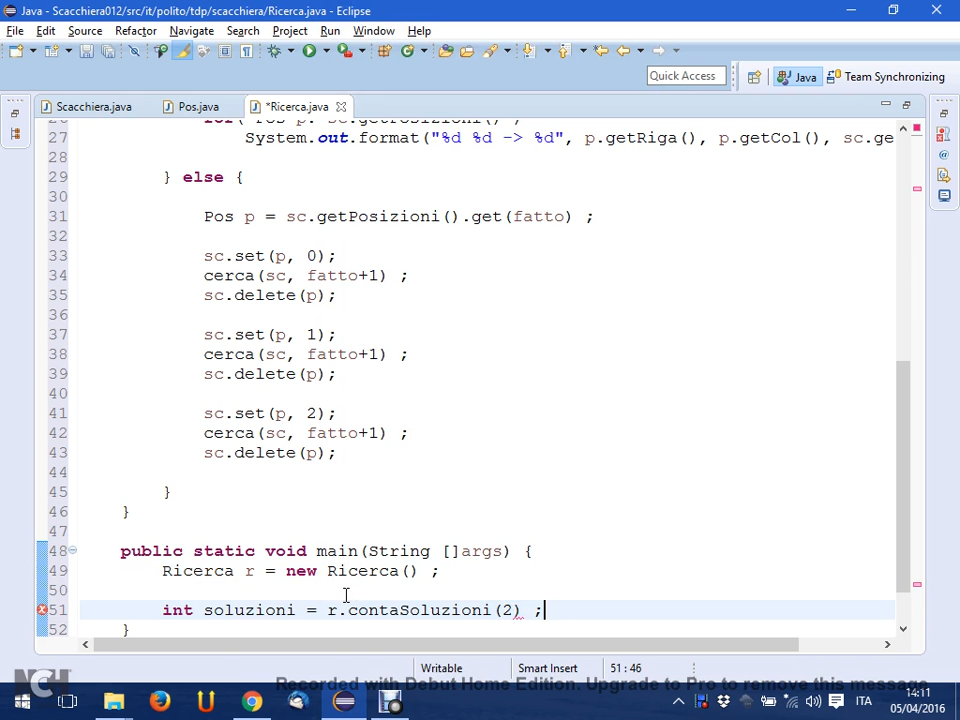 Java - Scacchiera012/src/it/polito/tdp/scacchiera/Ricerca.java - Eclipse
File Edit Source Refactor Navigate Search Project Run Window Help
Quick Access
Java Team Synchronizing
Scacchiera.java Pos.java *Ricerca.java
26 for( Pos p: sc.getPosizioni() )
27 System.out.format("%d %d -> %d", p.getRiga(), p.getCol(), sc.ge
28
29 } else {
30
31 Pos p = sc.getPosizioni().get(fatto) ;
32
33 sc.set(p, 0);
34 cerca(sc, fatto+1) ;
35 sc.delete(p);
36
37 sc.set(p, 1);
38 cerca(sc, fatto+1) ;
39 sc.delete(p);
40
41 sc.set(p, 2);
42 cerca(sc, fatto+1) ;
43 sc.delete(p);
44
45 }
46 }
47
48 public static void main(String []args) {
49 Ricerca r = new Ricerca() ;
50
51 int soluzioni = r.contaSoluzioni(2) ;
52 }
Writable Smart Insert 51 : 46
NCH
Recorded with Debut Home Edition. Upgrade to Pro to remove this message
ITA
14:11
05/04/2016